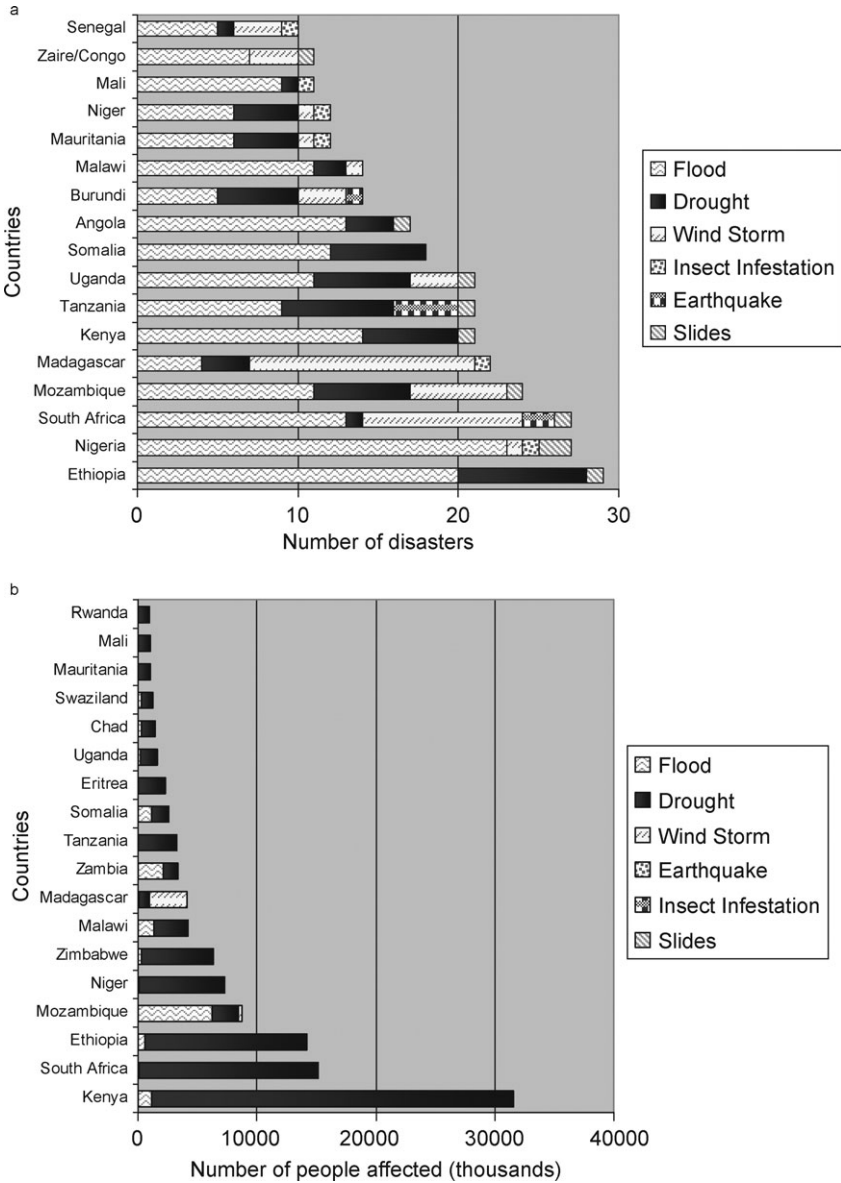 a
Senegal
Zaire/Congo
Mali
Niger
Mauritania
Malawi
Burundi
Angola
Somalia
Uganda
Tanzania
Kenya
Madagascar
Mozambique
South Africa
Nigeria
Ethiopia
Countries
0 10 20 30
Number of disasters
Flood
Drought
Wind Storm
Insect Infestation
Earthquake
Slides
b
Rwanda
Mali
Mauritania
Swaziland
Chad
Uganda
Eritrea
Somalia
Tanzania
Zambia
Madagascar
Malawi
Zimbabwe
Niger
Mozambique
Ethiopia
South Africa
Kenya
Countries
0 10000 20000 30000 40000
Number of people affected (thousands)
Flood
Drought
Wind Storm
Earthquake
Insect Infestation
Slides